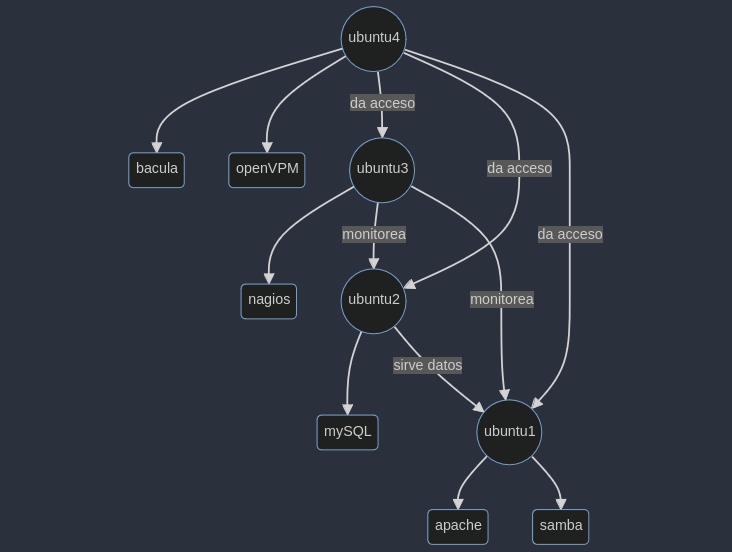 ubuntu4
da acceso
bacula
openVPM
ubuntu3
da acceso
monitorea
da acceso
nagios
ubuntu2
monitorea
sirve datos
mySQL
ubuntu1
apache
samba